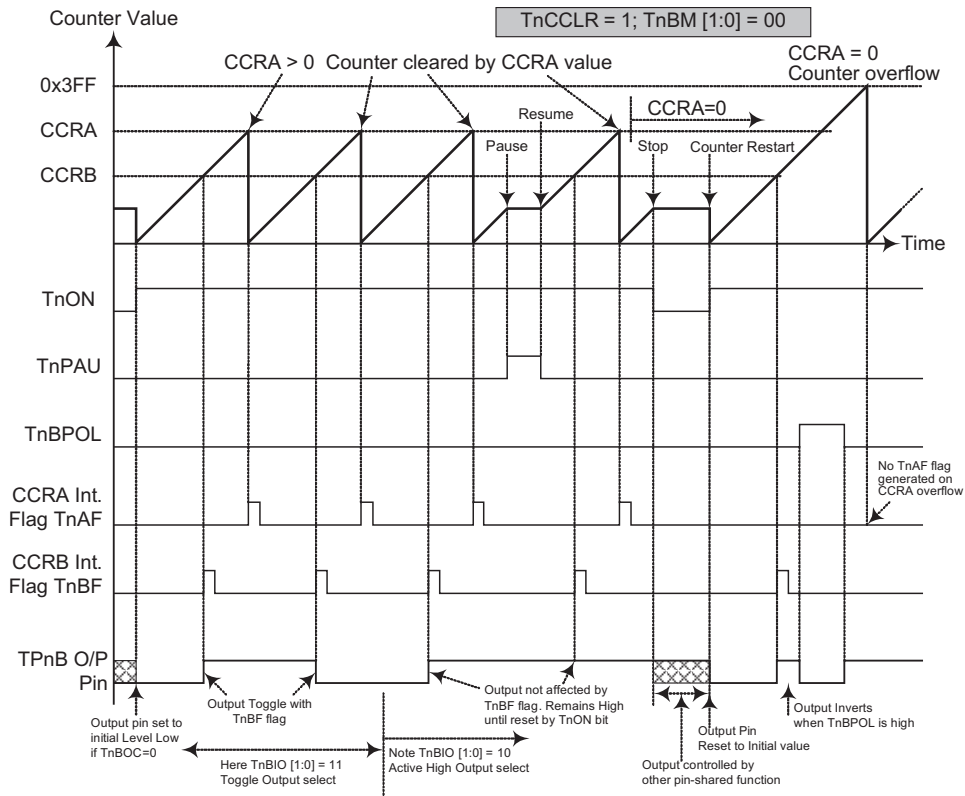 TnCCLR = 1; TnBM [1:0] = 00
Counter Value
CCRA > 0 Counter cleared by CCRA value
CCRA = 0
Counter overflow
0x3FF
CCRA=0
Resume
CCRA
Pause
Stop
Counter Restart
CCRB
Time
TnON
TnPAU
TnBPOL
No TnAF flag
generated on
CCRA overflow
CCRA Int.
Flag TnAF
CCRB Int.
Flag TnBF
TPnB O/P
Pin
Output pin set to
initial Level Low
if TnBOC=0
Output Toggle with
TnBF flag
Output not affected by
TnBF flag. Remains High
until reset by TnON bit
Output Inverts
when TnBPOL is high
Output Pin
Reset to Initial value
Here TnBIO [1:0] = 11
Toggle Output select
Note TnBIO [1:0] = 10
Active High Output select
Output controlled by
other pin-shared function